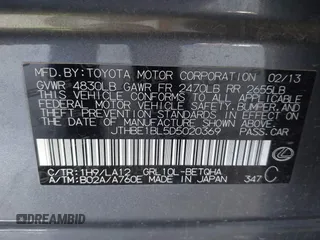 MFD. BY: TOYOTA MOTOR CORPORATION 02/13
GVWR 4830LB GAWR FR 2470LB RR 2655LB
THIS VEHICLE CONFORMS TO ALL APPLICABLE
FEDERAL MOTOR VEHICLE SAFETY, BUMPER, AND
THEFT PREVENTION STANDARDS IN EFFECT ON
THE DATE OF MANUFACTURE SHOWN ABOVE.
JTHBE1BL5D5020369
PASS. CAR
C/TR: 1H9/LA12 GRL10L-BETQHA
A/TM: B02A/A760E MADE IN JAPAN 347 C
© AMERIBID